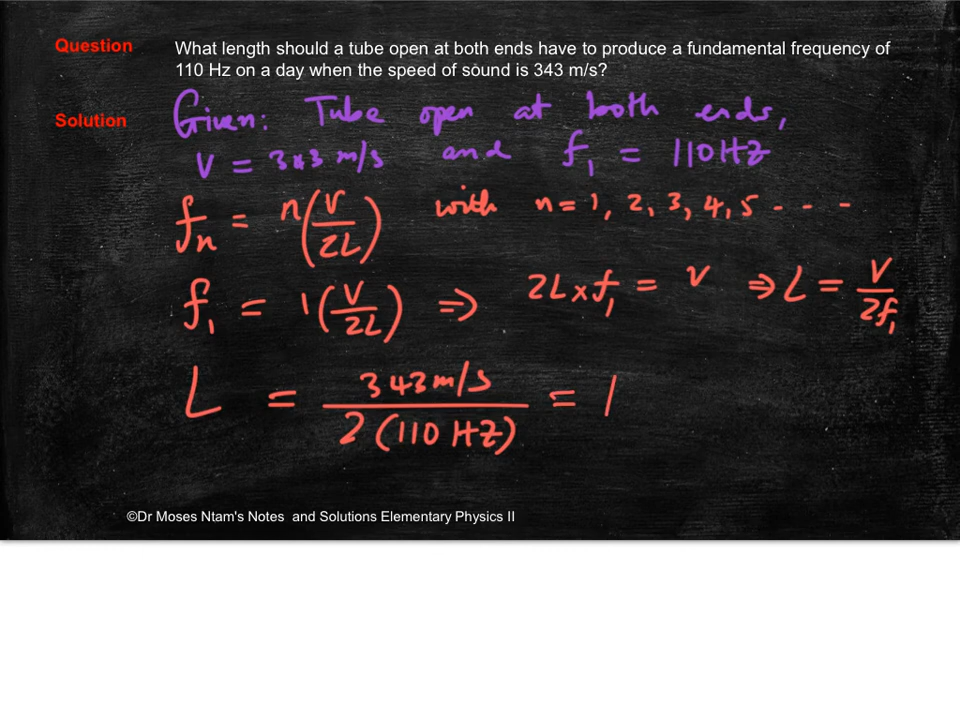 Question
What length should a tube open at both ends have to produce a fundamental frequency of
110 Hz on a day when the speed of sound is 343 m/s?
Solution
Given: Tube open at both ends,
V = 343 m/s and f₁ = 110 HZ
fₙ = n(V/2L) with n = 1, 2, 3, 4, 5 - - -
f₁ = 1(V/2L) ⇒ 2L×f₁ = V ⇒ L = V/2f₁
L = 343 m/s / 2(110 HZ) = 1
©Dr Moses Ntam's Notes and Solutions Elementary Physics II